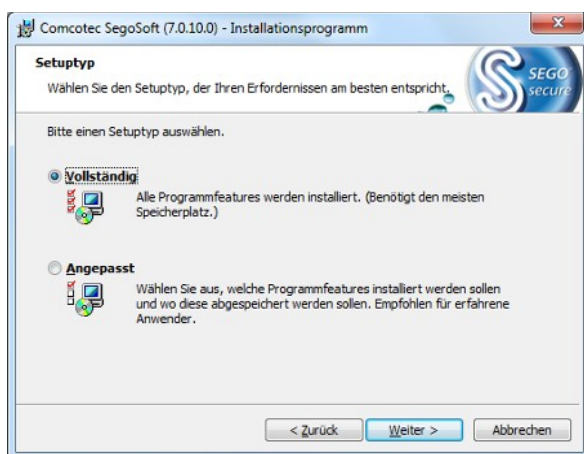 Comcotec SegoSoft (7.0.10.0) - Installationsprogramm
Setuptyp
Wählen Sie den Setuptyp, der Ihren Erfordernissen am besten entspricht.
SEGO
secure
Bitte einen Setuptyp auswählen.
Vollständig
Alle Programmfeatures werden installiert. (Benötigt den meisten
Speicherplatz.)
Angepasst
Wählen Sie aus, welche Programmfeatures installiert werden sollen
und wo diese abgespeichert werden sollen. Empfohlen für erfahrene
Anwender.
< Zurück
Weiter >
Abbrechen